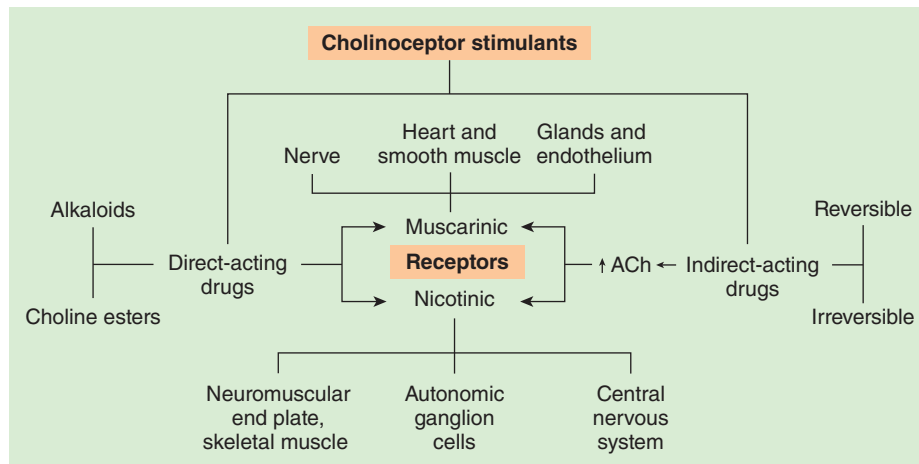 Cholinoceptor stimulants
Nerve
Heart and
smooth muscle
Glands and
endothelium
Alkaloids
Choline esters
Direct-acting
drugs
Muscarinic
Receptors
Nicotinic
↑ ACh
Indirect-acting
drugs
Reversible
Irreversible
Neuromuscular
end plate,
skeletal muscle
Autonomic
ganglion
cells
Central
nervous
system